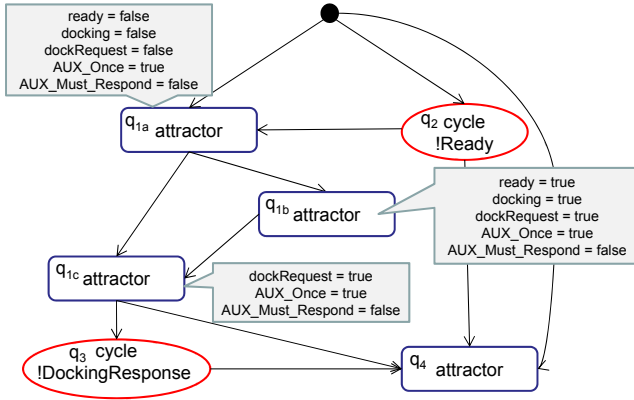 ready = false
docking = false
dockRequest = false
AUX_Once = true
AUX_Must_Respond = false
q1a attractor
q2 cycle
!Ready
q1b attractor
ready = true
docking = true
dockRequest = true
AUX_Once = true
AUX_Must_Respond = false
q1c attractor
dockRequest = true
AUX_Once = true
AUX_Must_Respond = false
q3 cycle
!DockingResponse
q4 attractor